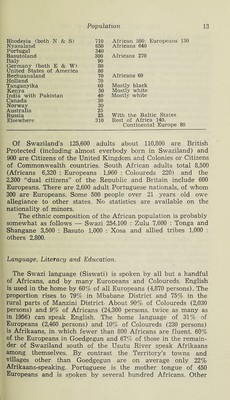 Population 13
Rhodesia (both N & S) 710 African 580 Europeans 130
Nyasaland 650 Africans 640
Portugal 340
Basutoland 300 Africans 270
Italy 90
Germany (both E & W) 80
United States of America 80
Bechuanaland 70 Africans 60
Holland 70
Tanganyika 60 Mostly black
Kenya 50 Mostly white
India with Pakistan 40 Mostly white
Canada 30
Norway 30
Australia 25
Russia 25 With the Baltic States
Elsewhere 310 Rest of Africa 140,
Continental Europe 80
Of Swaziland's 125,600 adults about 110,800 are British
Protected (including almost everbody born in Swaziland) and
900 are Citizens of the United Kingdom and Colonies or Citizens
of Commonwealth countries. South African adults total 8,500
(Africans 6,320 : Europeans 1,960 : Coloureds 220) and the
2,300 "dual citizens" of the Republic and Britain include 600
Europeans. There are 2,600 adult Portuguese nationals, of whom
300 are Europeans. Some 500 people over 21 years old owe
allegiance to other states. No statistics are available on the
nationality of minors.
The ethnic composition of the African population is probably
somewhat as follows — Swazi 254,100 : Zulu 7,000 : Tonga and
Shangane 3,500 : Basuto 1,000 : Xosa and allied tribes 1,000 :
others 2,800.
Language, Literacy and Education.
The Swazi language (Siswati) is spoken by all but a handful
of Africans, and by many Europeans and Coloureds. English
is used in the home by 60% of all Europeans (4,870 persons). The
proportion rises to 79% in Mbabane District and 75% in the
rural parts of Manzini District. About 90% of Coloureds (2,030
persons) and 9% of Africans (24,300 persons, twice as many as
in 1956) can speak English. The home language of 31% of
Europeans (2,460 persons) and 10% of Coloureds (230 persons)
is Afrikaans, in which fewer than 800 Africans are fluent. 60%
of the Europeans in Goedgegun and 67% of those in the remain-
der of Swaziland south of the Usutu River speak Afrikaans
among themselves. By contrast the Territory's towns and
villages other than Goedgegun are on average only 22%
Afrikaans-speaking. Portuguese is the mother tongue of 450
Europeans and is spoken by several hundred Africans. Other